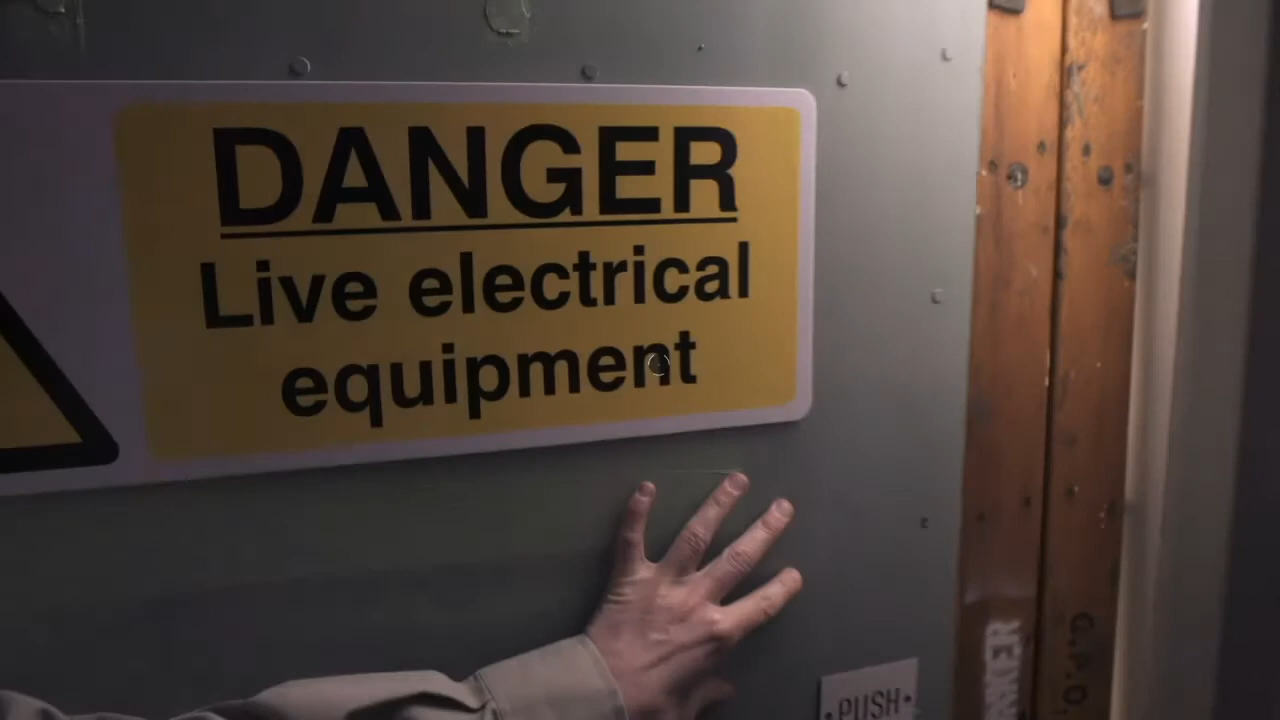 DANGER
Live electrical
equipment
•PUSH•
G.P.O.